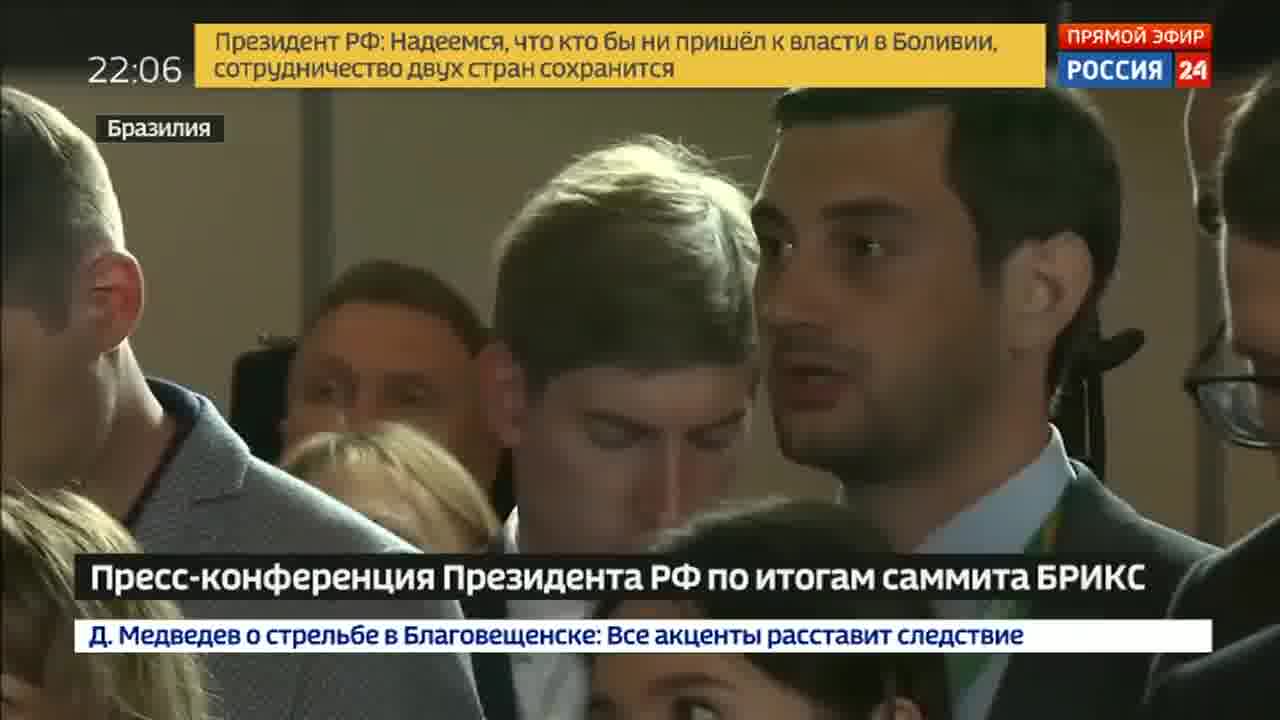 22:06
Президент РФ: Надеемся, что кто бы ни пришёл к власти в Боливии,
сотрудничество двух стран сохранится
ПРЯМОЙ ЭФИР
РОССИЯ 24
Бразилия
Пресс-конференция Президента РФ по итогам саммита БРИКС
Д. Медведев о стрельбе в Благовещенске: Все акценты расставит следствие